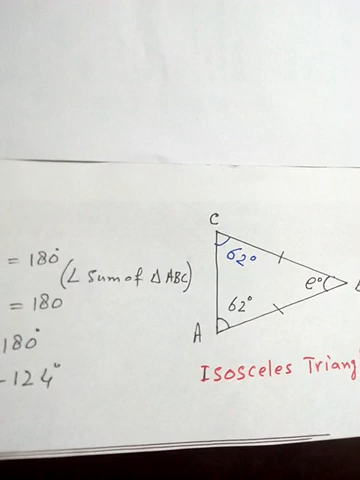 C
= 180° (∠ Sum of △ABC)
62°
e°
= 180
62°
180°
A
Isosceles Triang
-124°